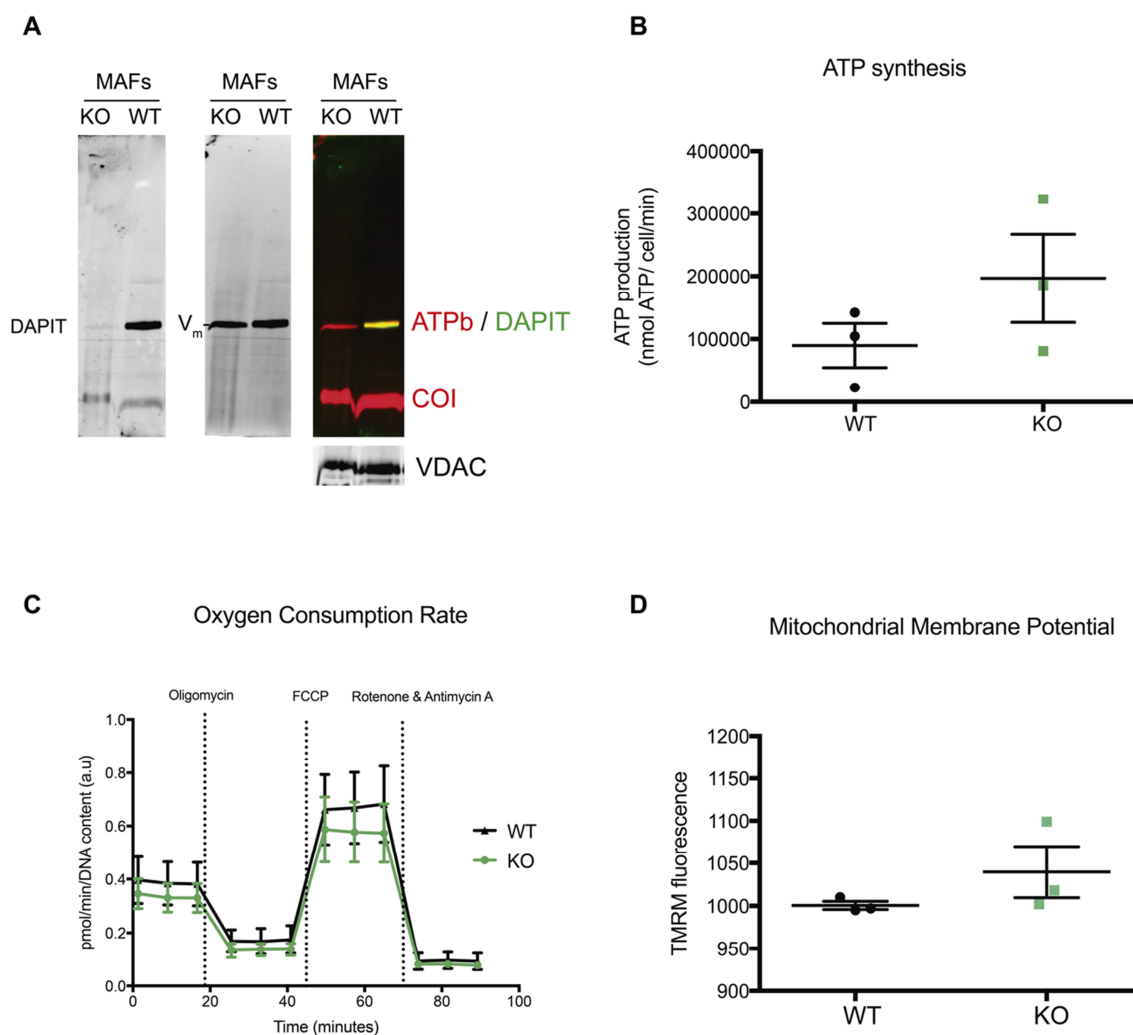 A
MAFs
MAFs
MAFs
KO WT
KO WT
KO WT
DAPIT
Vm
ATPb / DAPIT
COI
VDAC
B
ATP synthesis
ATP production
(nmol ATP/ cell/min)
400000
300000
200000
100000
0
WT
KO
C
Oxygen Consumption Rate
Oligomycin
FCCP
Rotenone & Antimycin A
pmol/min/DNA content (a.u)
1.0
0.8
0.6
0.4
0.2
0.0
0 20 40 60 80 100
Time (minutes)
WT
KO
D
Mitochondrial Membrane Potential
TMRM fluorescence
1200
1150
1100
1050
1000
950
900
WT
KO